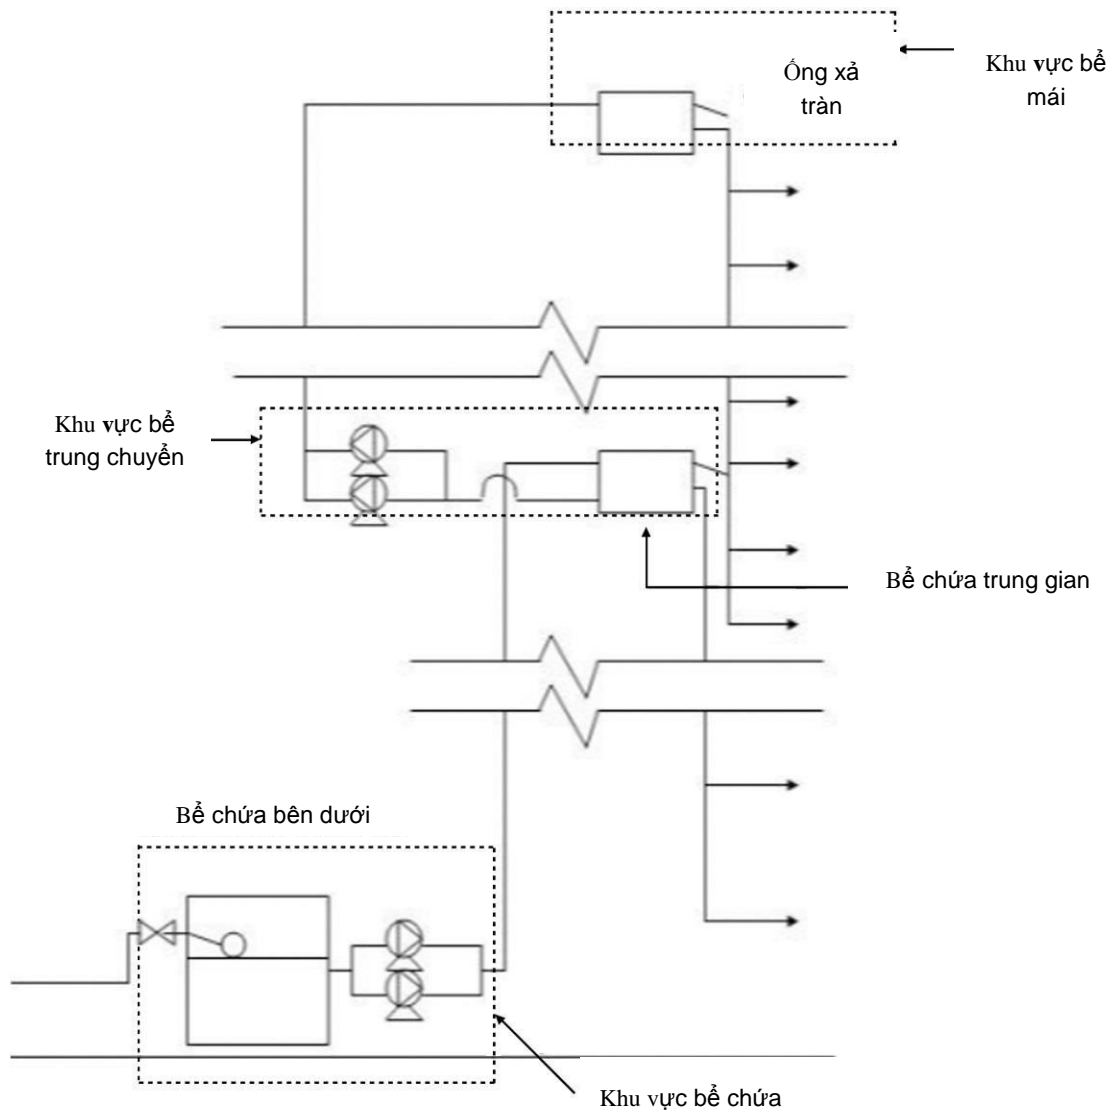 Ống xả
tràn
Khu vực bể
mái
Khu vực bể
trung chuyển
Bể chứa trung gian
Bể chứa bên dưới
Khu vực bể chứa